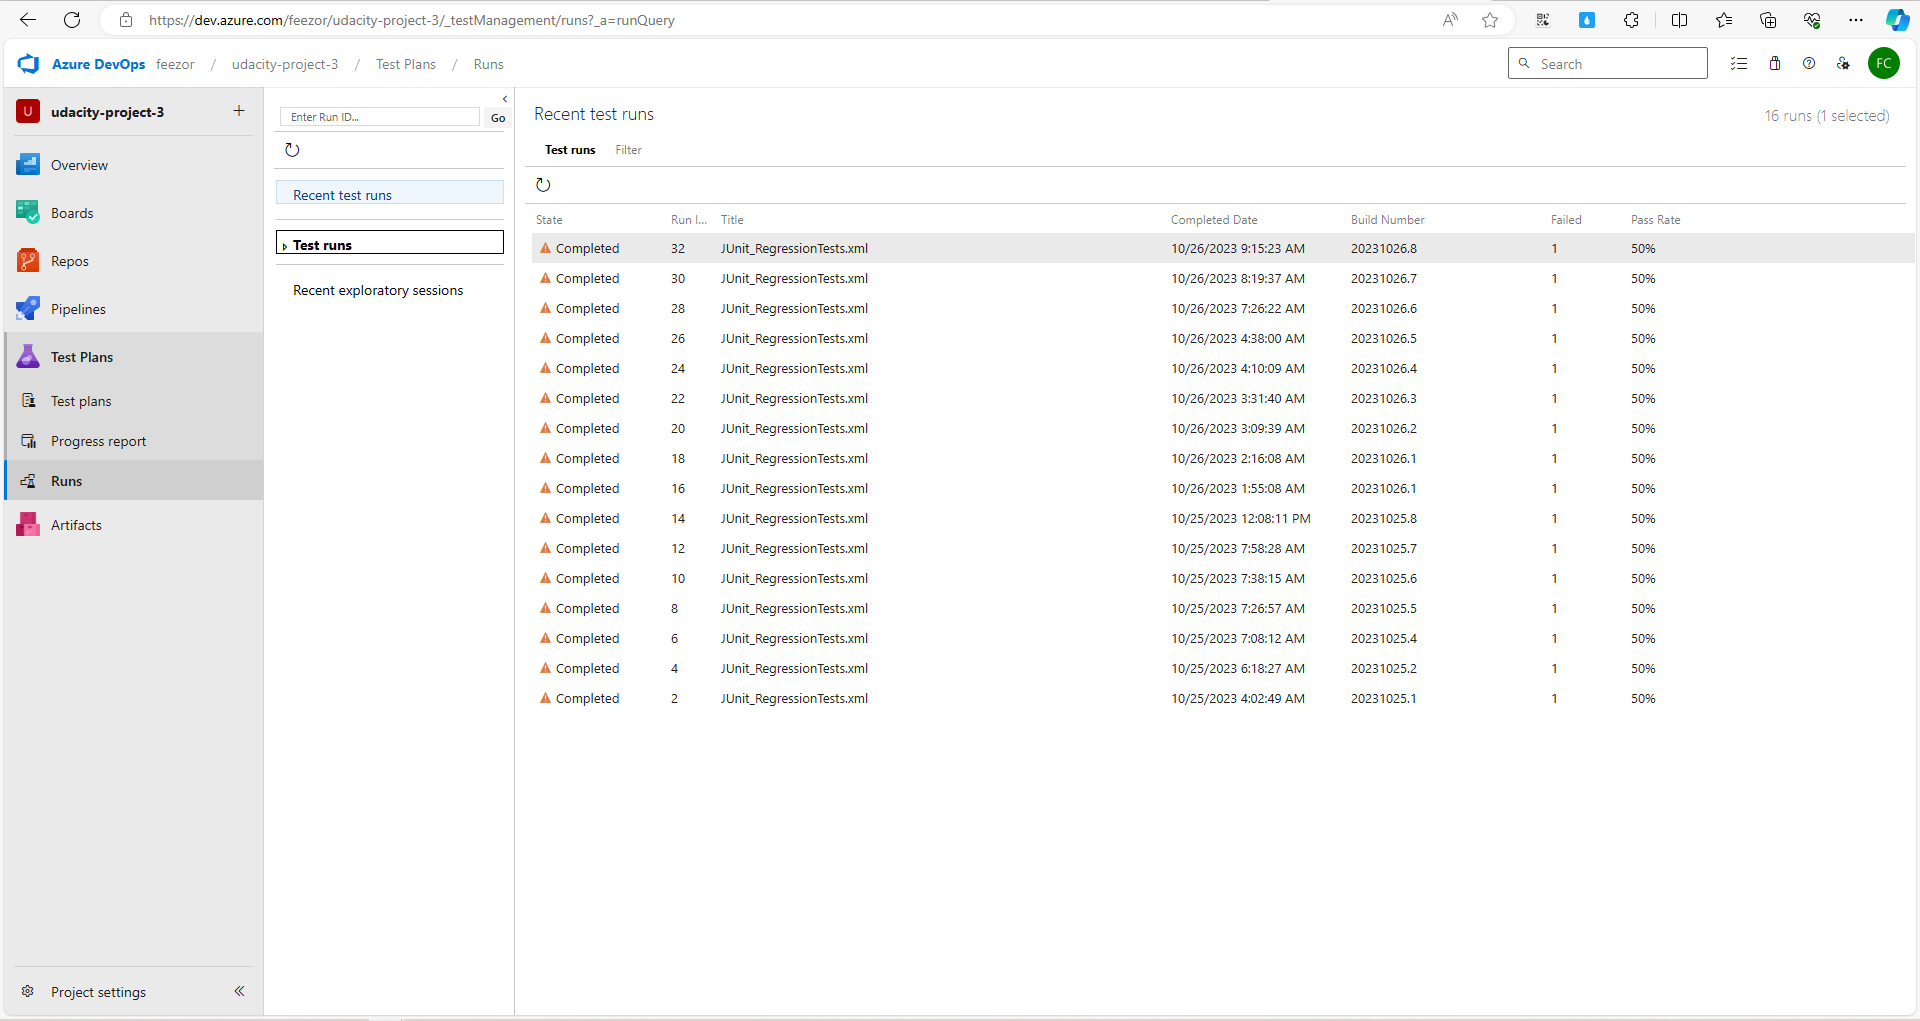 https://dev.azure.com/feezor/udacity-project-3/_testManagement/runs?_a=runQuery
Azure DevOps feezor / udacity-project-3 / Test Plans / Runs
Search
FC
U udacity-project-3
Overview
Boards
Repos
Pipelines
Test Plans
Test plans
Progress report
Runs
Artifacts
Project settings
Enter Run ID... Go
Recent test runs
Test runs
Recent exploratory sessions
Recent test runs
16 runs (1 selected)
Test runs Filter
State Run I... Title Completed Date Build Number Failed Pass Rate
Completed 32 JUnit_RegressionTests.xml 10/26/2023 9:15:23 AM 20231026.8 1 50%
Completed 30 JUnit_RegressionTests.xml 10/26/2023 8:19:37 AM 20231026.7 1 50%
Completed 28 JUnit_RegressionTests.xml 10/26/2023 7:26:22 AM 20231026.6 1 50%
Completed 26 JUnit_RegressionTests.xml 10/26/2023 4:38:00 AM 20231026.5 1 50%
Completed 24 JUnit_RegressionTests.xml 10/26/2023 4:10:09 AM 20231026.4 1 50%
Completed 22 JUnit_RegressionTests.xml 10/26/2023 3:31:40 AM 20231026.3 1 50%
Completed 20 JUnit_RegressionTests.xml 10/26/2023 3:09:39 AM 20231026.2 1 50%
Completed 18 JUnit_RegressionTests.xml 10/26/2023 2:16:08 AM 20231026.1 1 50%
Completed 16 JUnit_RegressionTests.xml 10/26/2023 1:55:08 AM 20231026.1 1 50%
Completed 14 JUnit_RegressionTests.xml 10/25/2023 12:08:11 PM 20231025.8 1 50%
Completed 12 JUnit_RegressionTests.xml 10/25/2023 7:58:28 AM 20231025.7 1 50%
Completed 10 JUnit_RegressionTests.xml 10/25/2023 7:38:15 AM 20231025.6 1 50%
Completed 8 JUnit_RegressionTests.xml 10/25/2023 7:26:57 AM 20231025.5 1 50%
Completed 6 JUnit_RegressionTests.xml 10/25/2023 7:08:12 AM 20231025.4 1 50%
Completed 4 JUnit_RegressionTests.xml 10/25/2023 6:18:27 AM 20231025.2 1 50%
Completed 2 JUnit_RegressionTests.xml 10/25/2023 4:02:49 AM 20231025.1 1 50%